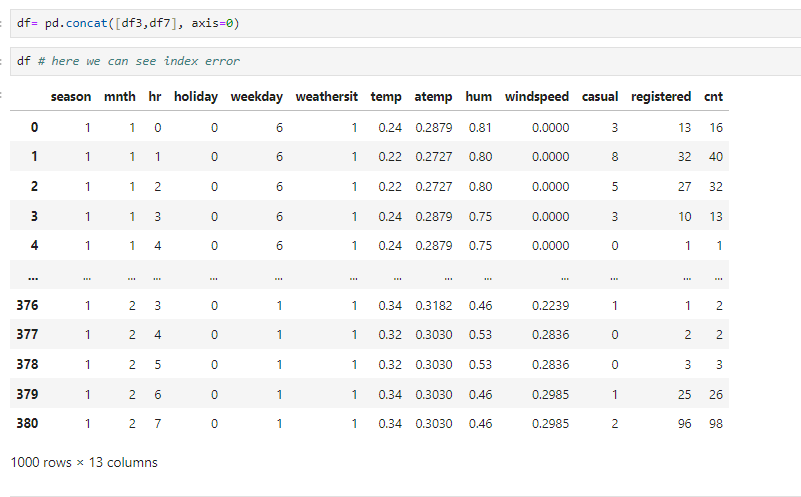 df= pd.concat([df3,df7], axis=0)
df # here we can see index error
season mnth hr holiday weekday weathersit temp atemp hum windspeed casual registered cnt
0 1 1 0 0 6 1 0.24 0.2879 0.81 0.0000 3 13 16
1 1 1 1 0 6 1 0.22 0.2727 0.80 0.0000 8 32 40
2 1 1 2 0 6 1 0.22 0.2727 0.80 0.0000 5 27 32
3 1 1 3 0 6 1 0.24 0.2879 0.75 0.0000 3 10 13
4 1 1 4 0 6 1 0.24 0.2879 0.75 0.0000 0 1 1
... ... ... ... ... ... ... ... ... ... ... ... ... ...
376 1 2 3 0 1 1 0.34 0.3182 0.46 0.2239 1 1 2
377 1 2 4 0 1 1 0.32 0.3030 0.53 0.2836 0 2 2
378 1 2 5 0 1 1 0.32 0.3030 0.53 0.2836 0 3 3
379 1 2 6 0 1 1 0.34 0.3030 0.46 0.2985 1 25 26
380 1 2 7 0 1 1 0.34 0.3030 0.46 0.2985 2 96 98
1000 rows × 13 columns